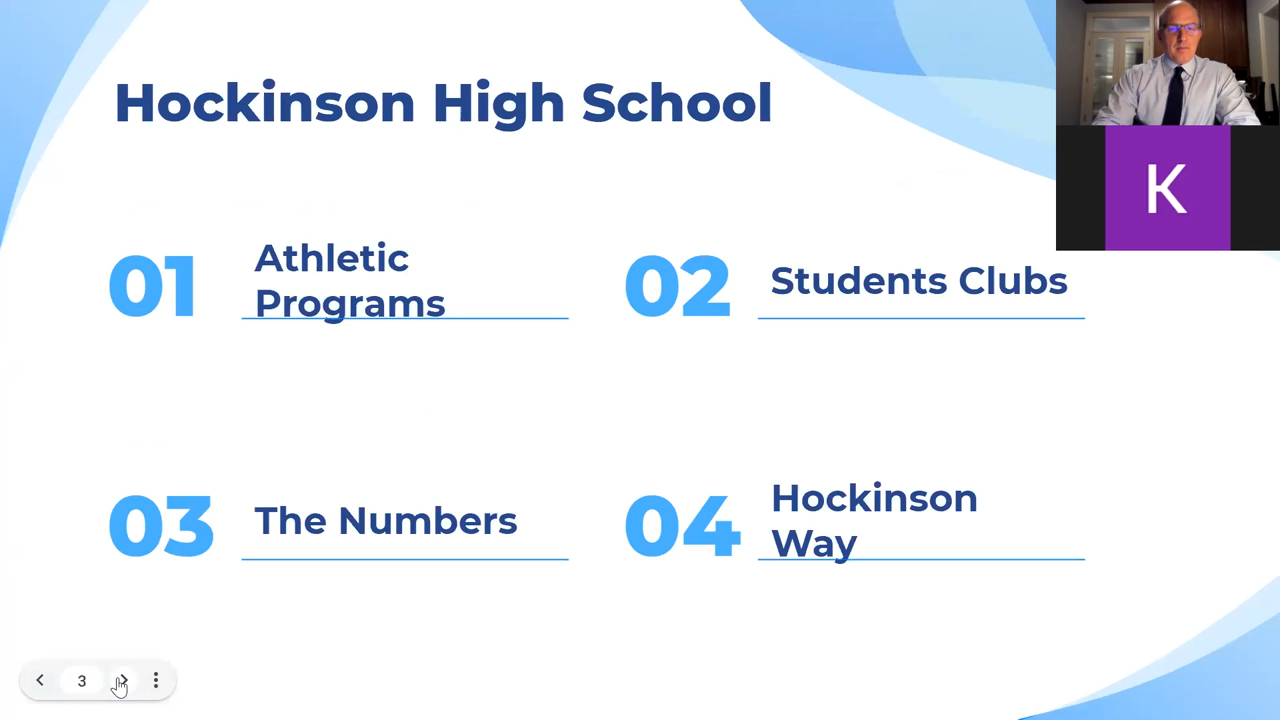 Hockinson High School
01
Athletic
Programs
02
Students Clubs
03
The Numbers
04
Hockinson
Way
K
3